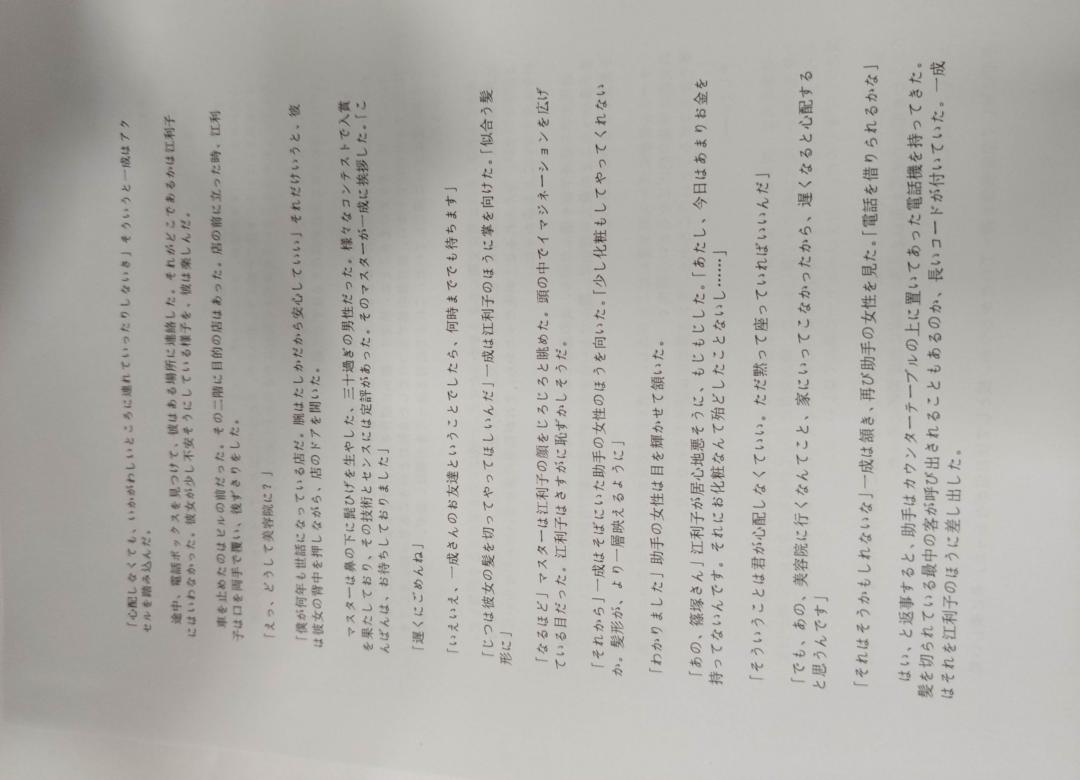 「心配しなくても、いかがわしいところに連れていったりしないさ」そういうと一成はアク
セルを踏み込んだ。
途中、電話ボックスを見つけて、彼はある場所に連絡した。それがどこであるかは江利子
にはいわなかった。彼女が少し不安そうにしている様子を、彼は楽しんだ。
車を止めたのはビルの前だった。その二階に目的の店はあった。店の前に立った時、江利
子は口を両手で覆い、後ずさりをした。
「えっ、どうして美容院に？」
「僕が何年も世話になっている店だ。腕はたしかだから安心していい」それだけいうと、彼
は彼女の背中を押しながら、店のドアを開いた。
マスターは鼻の下に髭ひげを生やした、三十過ぎの男性だった。様々なコンテストで入賞
を果たしており、その技術とセンスには定評があった。そのマスターが一成に挨拶した。「こ
んばんは、お待ちしておりました」
「遅くにごめんね」
「いえいえ、一成さんのお友達ということでしたら、何時まででも待ちます」
「じつは彼女の髪を切ってやってほしいんだ」一成は江利子のほうに掌を向けた。「似合う髪
形に」
「なるほど」マスターは江利子の顔をじろじろと眺めた。頭の中でイマジネーションを広げ
ている目だった。江利子はさすがに恥ずかしそうだ。
「それから」一成はそばにいた助手の女性のほうを向いた。「少し化粧もしてやってくれない
か。髪形が、より一層映えるように」
「わかりました」助手の女性は目を輝かせて頷いた。
「あの、篠塚さん」江利子が居心地悪そうに、もじもじした。「あたし、今日はあまりお金を
持ってないんです。それにお化粧なんて殆どしたことないし……」
「そういうことは君が心配しなくていい。ただ黙って座っていればいいんだ」
「でも、あの、美容院に行くなんてこと、家にいってこなかったから、遅くなると心配する
と思うんです」
「それはそうかもしれないな」一成は頷き、再び助手の女性を見た。「電話を借りられるかな」
はい、と返事すると、助手はカウンターテーブルの上に置いてあった電話機を持ってきた。
髪を切られている最中の客が呼び出されることもあるのか、長いコードが付いていた。一成
はそれを江利子のほうに差し出した。